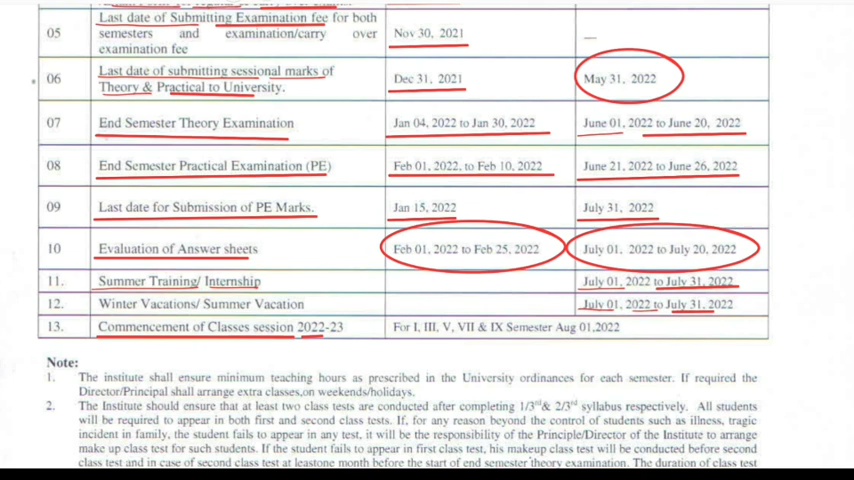 05 Last date of Submitting Examination fee for both Nov 30, 2021 —
semesters and examination/carry over
examination fee
06 Last date of submitting sessional marks of Dec 31, 2021 May 31, 2022
Theory & Practical to University.
07 End Semester Theory Examination Jan 04, 2022 to Jan 30, 2022 June 01, 2022 to June 20, 2022
08 End Semester Practical Examination (PE) Feb 01, 2022, to Feb 10, 2022 June 21, 2022 to June 26, 2022
09 Last date for Submission of PE Marks. Jan 15, 2022 July 31, 2022
10 Evaluation of Answer sheets Feb 01, 2022 to Feb 25, 2022 July 01, 2022 to July 20, 2022
11. Summer Training/ Internship July 01, 2022 to July 31, 2022
12. Winter Vacations/ Summer Vacation July 01, 2022 to July 31, 2022
13. Commencement of Classes session 2022-23 For I, III, V, VII & IX Semester Aug 01,2022
Note:
1. The institute shall ensure minimum teaching hours as prescribed in the University ordinances for each semester. If required the
Director/Principal shall arrange extra classes,on weekends/holidays.
2. The Institute should ensure that at least two class tests are conducted after completing 1/3rd& 2/3rd syllabus respectively. All students
will be required to appear in both first and second class tests. If, for any reason beyond the control of students such as illness, tragic
incident in family, the student fails to appear in any test, it will be the responsibility of the Principle/Director of the Institute to arrange
make up class test for such students. If the student fails to appear in first class test, his makeup class test will be conducted before second
class test and in case of second class test at leastone month before the start of end semester theory examination. The duration of class test